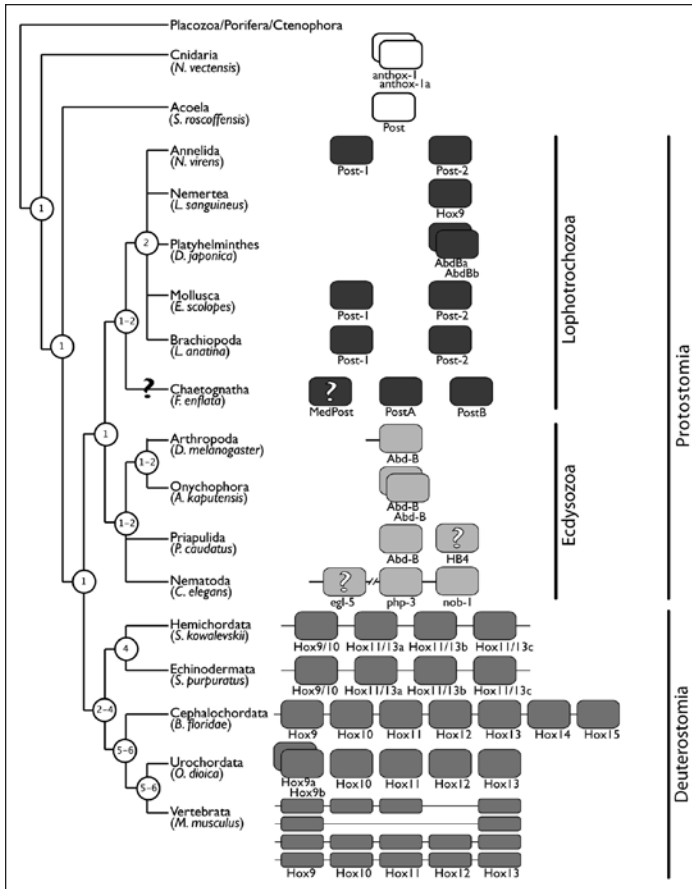 Placozoa/Porifera/Ctenophora
Cnidaria
(N. vectensis)
anthox-1
anthox-1a
Acoela
(S. roscoffensis)
Post
Annelida
(N. virens)
Post-1
Post-2
Nemertea
(L. sanguineus)
Hox9
Platyhelminthes
(D. japonica)
AbdBa
AbdBb
Mollusca
(E. scolopes)
Post-1
Post-2
Brachiopoda
(L. anatina)
Post-1
Post-2
Chaetognatha
(F. enflata)
?
MedPost
PostA
PostB
Arthropoda
(D. melanogaster)
Abd-B
Onychophora
(A. kaputensis)
Abd-B
Abd-B
Priapulida
(P. caudatus)
Abd-B
?
HB4
Nematoda
(C. elegans)
?
egl-5
php-3
nob-1
Hemichordata
(S. kowalevskii)
Hox9/10
Hox11/13a
Hox11/13b
Hox11/13c
Echinodermata
(S. purpuratus)
Hox9/10
Hox11/13a
Hox11/13b
Hox11/13c
Cephalochordata
(B. floridae)
Hox9
Hox10
Hox11
Hox12
Hox13
Hox14
Hox15
Urochordata
(O. dioica)
Hox9a
Hox9b
Hox10
Hox11
Hox12
Hox13
Vertebrata
(M. musculus)
Hox9
Hox10
Hox11
Hox12
Hox13
1
1
1
1
1-2
2
?
1-2
1-2
2-4
4
5-6
5-6
Lophotrochozoa
Ecdysozoa
Protostomia
Deuterostomia